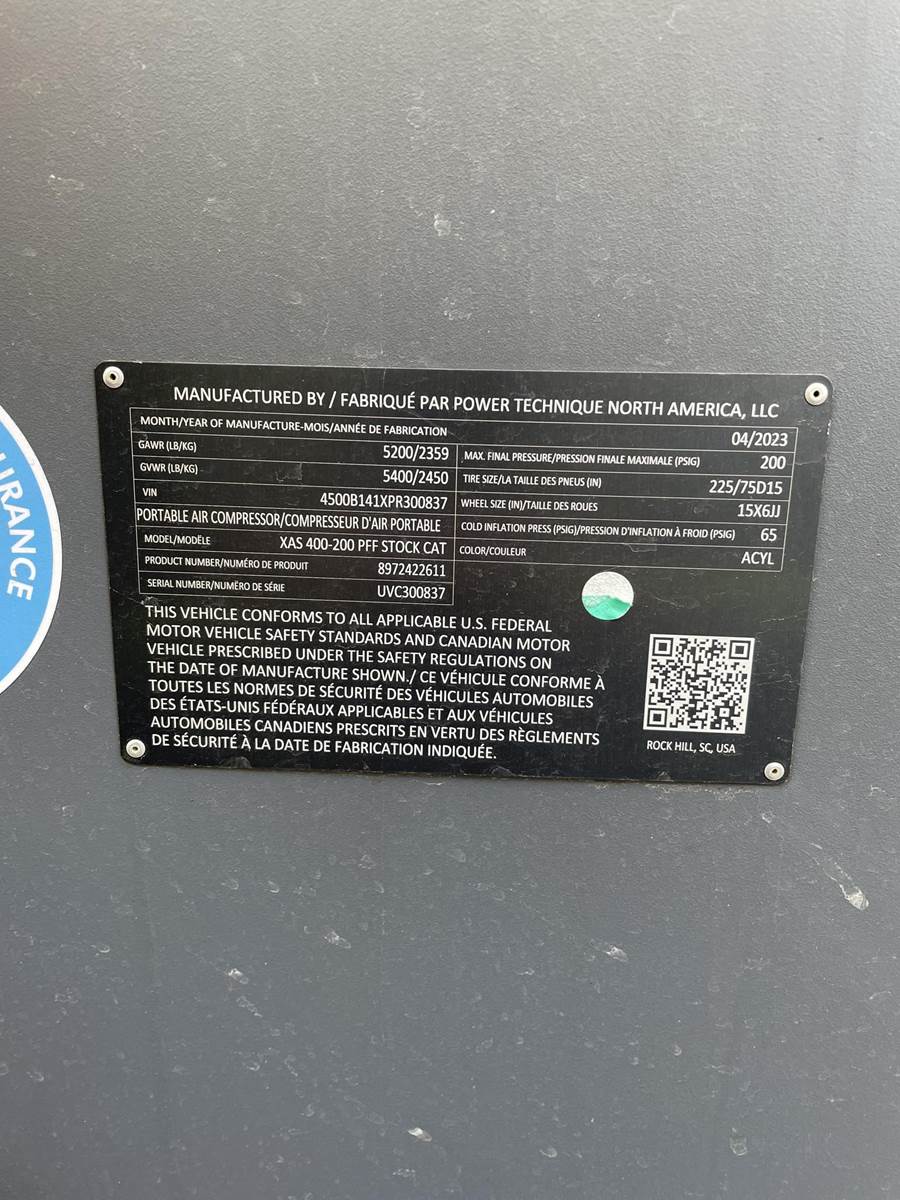 MANUFACTURED BY / FABRIQUÉ PAR POWER TECHNIQUE NORTH AMERICA, LLC
MONTH/YEAR OF MANUFACTURE-MOIS/ANNÉE DE FABRICATION 04/2023
GAWR (LB/KG) 5200/2359 MAX. FINAL PRESSURE/PRESSION FINALE MAXIMALE (PSIG) 200
GVWR (LB/KG) 5400/2450 TIRE SIZE/LA TAILLE DES PNEUS (IN) 225/75D15
VIN 4500B141XPR300837 WHEEL SIZE (IN)/TAILLE DES ROUES 15X6JJ
PORTABLE AIR COMPRESSOR/COMPRESSEUR D'AIR PORTABLE COLD INFLATION PRESS (PSIG)/PRESSION D'INFLATION À FROID (PSIG) 65
MODEL/MODÈLE XAS 400-200 PFF STOCK CAT COLOR/COULEUR ACYL
PRODUCT NUMBER/NUMÉRO DE PRODUIT 8972422611
SERIAL NUMBER/NUMÉRO DE SÉRIE UVC300837
THIS VEHICLE CONFORMS TO ALL APPLICABLE U.S. FEDERAL
MOTOR VEHICLE SAFETY STANDARDS AND CANADIAN MOTOR
VEHICLE PRESCRIBED UNDER THE SAFETY REGULATIONS ON
THE DATE OF MANUFACTURE SHOWN./ CE VÉHICULE CONFORME À
TOUTES LES NORMES DE SÉCURITÉ DES VÉHICULES AUTOMOBILES
DES ÉTATS-UNIS FÉDÉRAUX APPLICABLES ET AUX VÉHICULES
AUTOMOBILES CANADIENS PRESCRITS EN VERTU DES RÈGLEMENTS
DE SÉCURITÉ À LA DATE DE FABRICATION INDIQUÉE.
ROCK HILL, SC, USA
URANCE